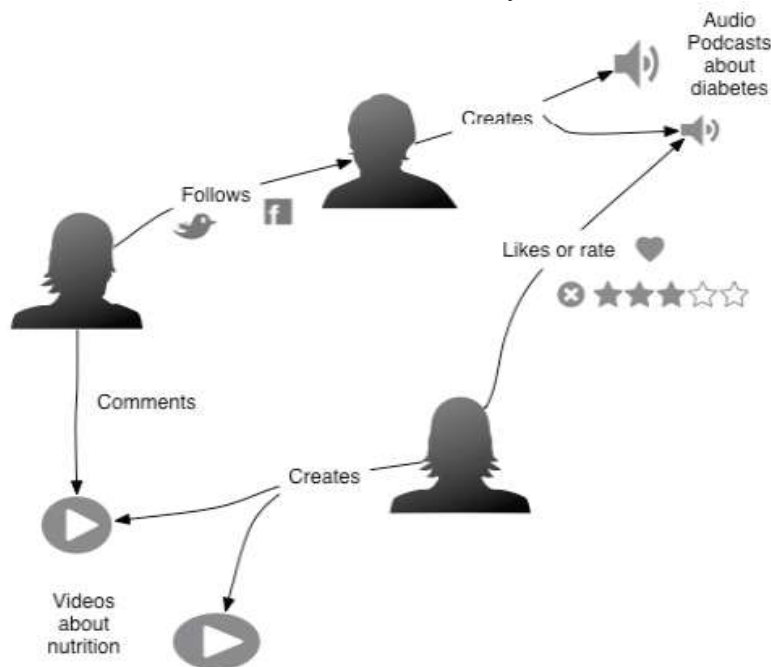 Audio
Podcasts
about
diabetes
Creates
Follows
f
Likes or rate
Comments
Creates
Videos
about
nutrition